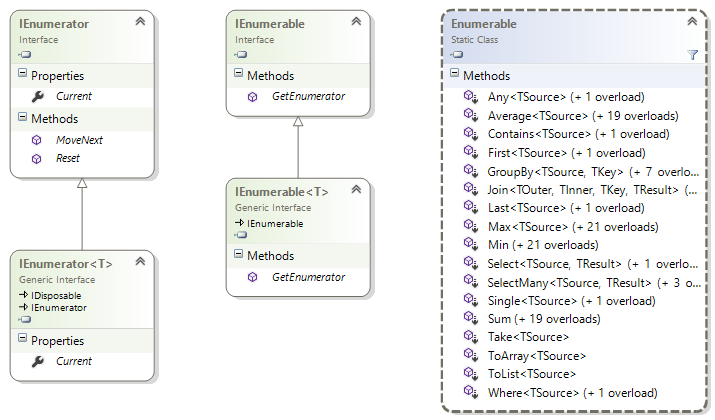 IEnumerator
Interface
Properties
Current
Methods
MoveNext
Reset
IEnumerator<T>
Generic Interface
IDisposable
IEnumerator
Properties
Current
IEnumerable
Interface
Methods
GetEnumerator
IEnumerable<T>
Generic Interface
IEnumerable
Methods
GetEnumerator
Enumerable
Static Class
Methods
Any<TSource> (+ 1 overload)
Average<TSource> (+ 19 overloads)
Contains<TSource> (+ 1 overload)
First<TSource> (+ 1 overload)
GroupBy<TSource, TKey> (+ 7 overlo...
Join<TOuter, TInner, TKey, TResult> (...
Last<TSource> (+ 1 overload)
Max<TSource> (+ 21 overloads)
Min (+ 21 overloads)
Select<TSource, TResult> (+ 1 overlo...
SelectMany<TSource, TResult> (+ 3 o...
Single<TSource> (+ 1 overload)
Sum (+ 19 overloads)
Take<TSource>
ToArray<TSource>
ToList<TSource>
Where<TSource> (+ 1 overload)